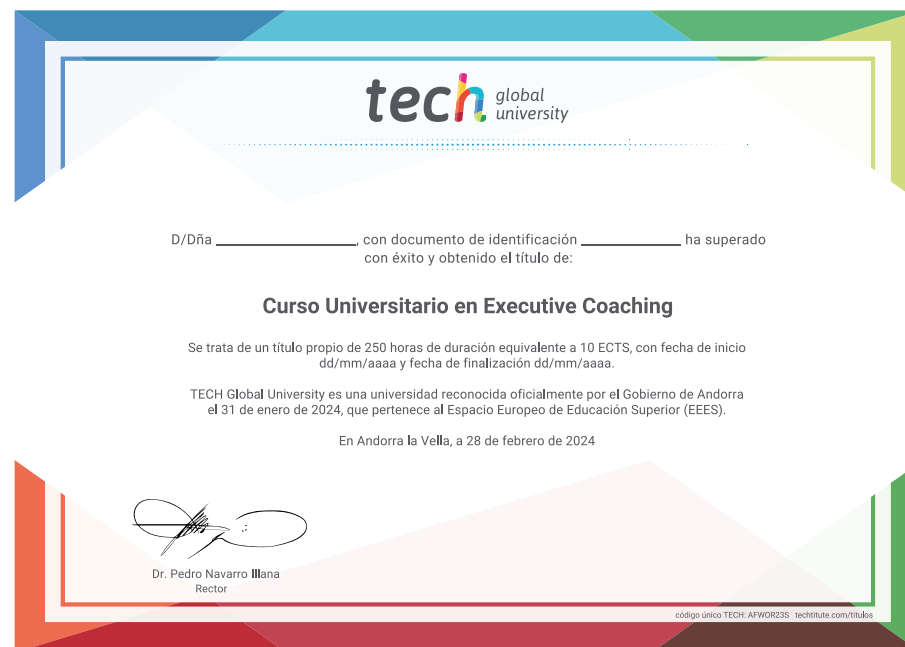 tech global
university
D/Dña ____________________, con documento de identificación ______________ ha superado
con éxito y obtenido el título de:
Curso Universitario en Executive Coaching
Se trata de un título propio de 250 horas de duración equivalente a 10 ECTS, con fecha de inicio
dd/mm/aaaa y fecha de finalización dd/mm/aaaa.
TECH Global University es una universidad reconocida oficialmente por el Gobierno de Andorra
el 31 de enero de 2024, que pertenece al Espacio Europeo de Educación Superior (EEES).
En Andorra la Vella, a 28 de febrero de 2024
Dr. Pedro Navarro Illana
Rector
código único TECH: AFWOR23S techtitute.com/titulos